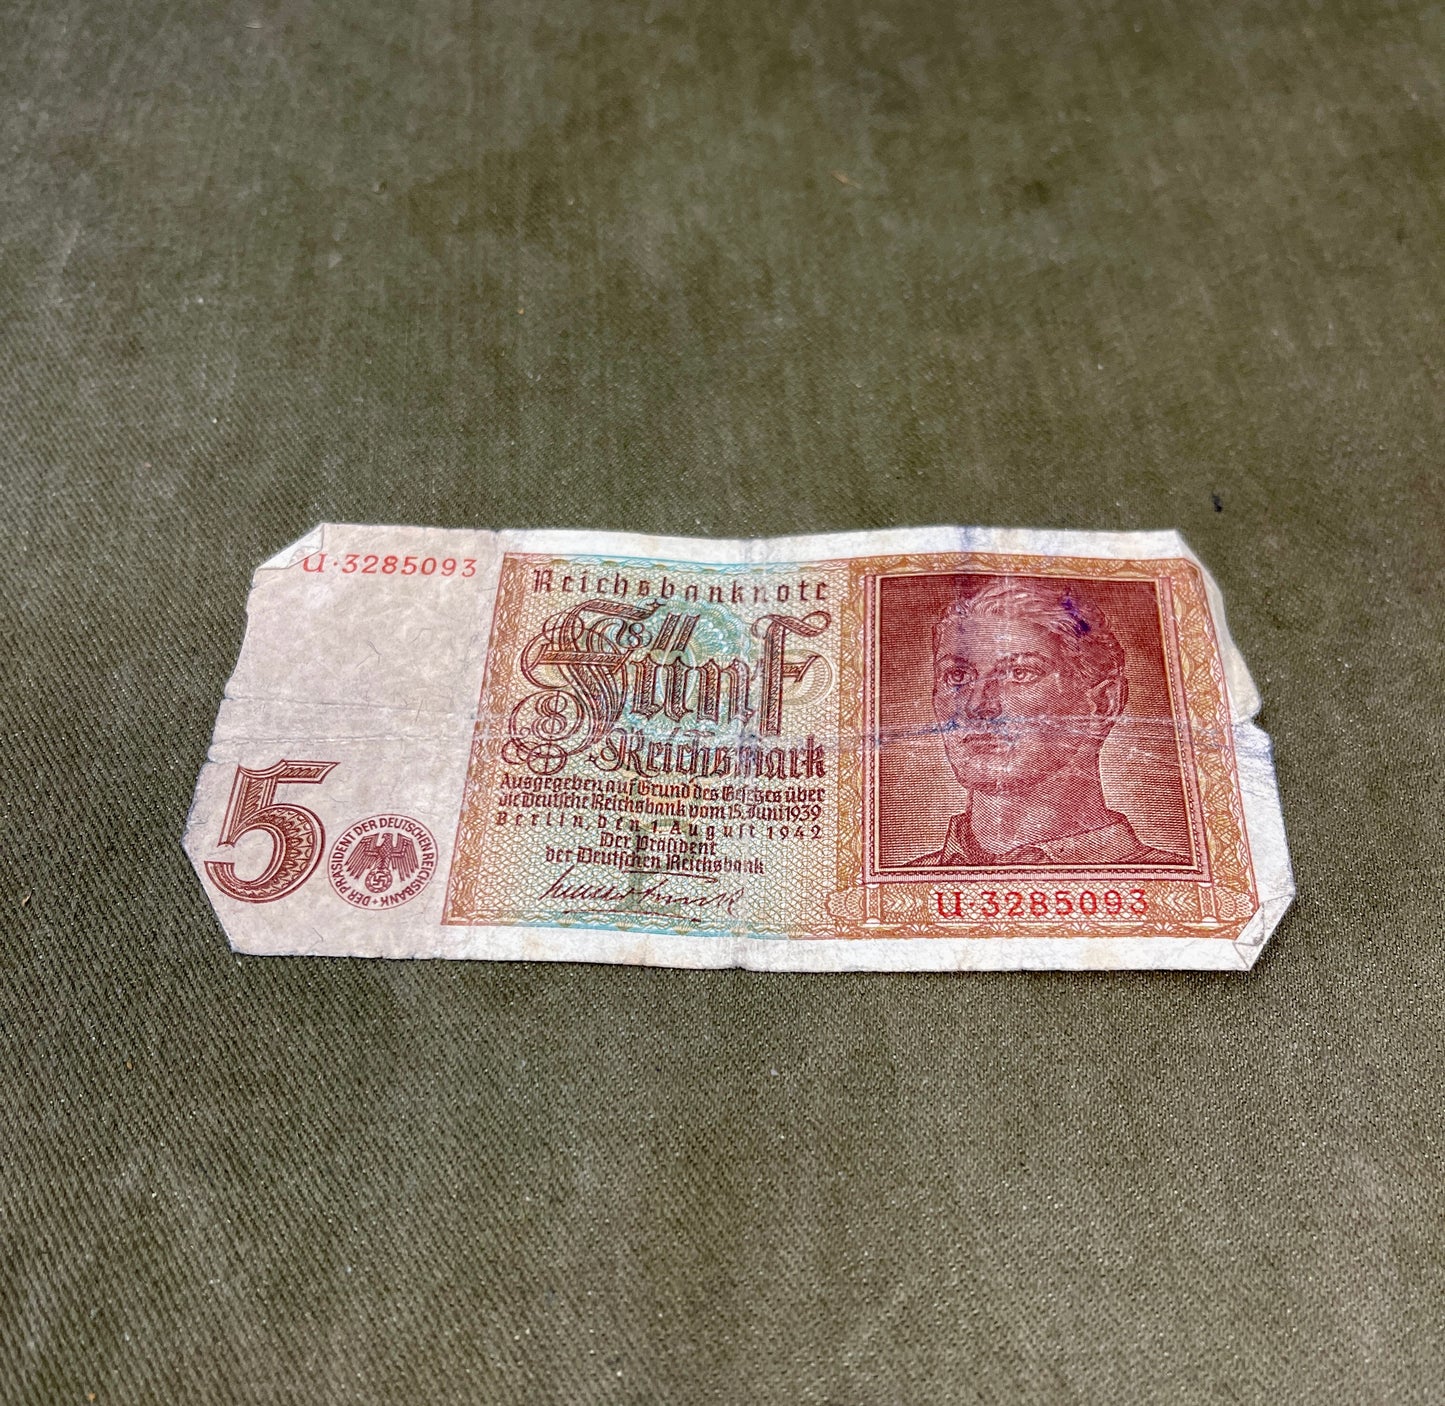 U·3285093
Reichsbanknote
Fünf
Reichsmark
Ausgegeben auf Grund des Gesetzes über
die Deutsche Reichsbank vom 15. Juni 1939
Berlin, den 1. August 1942
Der Präsident
der Deutschen Reichsbank
5
DER PRÄSIDENT DER DEUTSCHEN REICHSBANK
U·3285093